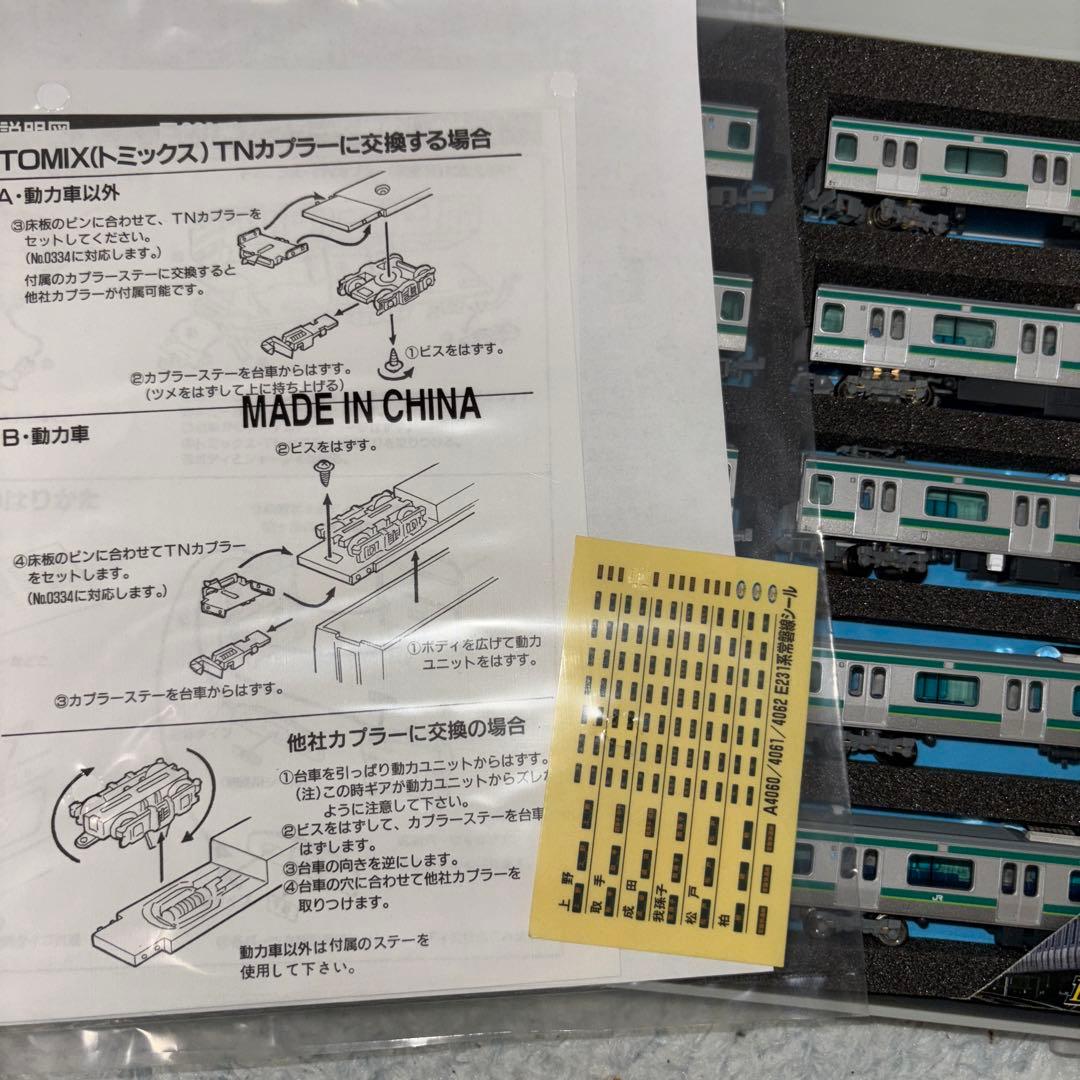 説明図
TOMIX(トミックス)TNカプラーに交換する場合
A・動力車以外
③床板のピンに合わせて、TNカプラーを
セットしてください。
(№0334に対応します。)
付属のカプラーステーに交換すると
他社カプラーが付属可能です。
①ビスをはずす。
②カプラーステーを台車からはずす。
(ツメをはずして上に持ち上げる)
MADE IN CHINA
B・動力車
②ビスをはずす。
④床板のピンに合わせてTNカプラー
をセットします。
(№0334に対応します。)
①ボディを広げて動力
ユニットをはずす。
③カプラーステーを台車からはずす。
他社カプラーに交換の場合
①台車を引っぱり動力ユニットからはずす。
(注)この時ギアが動力ユニットからズレな
ように注意して下さい。
②ビスをはずして、カプラーステーを台車
はずします。
③台車の向きを逆にします。
④台車の穴に合わせて他社カプラーを
取りつけます。
動力車以外は付属のステーを
使用して下さい。
A4060/4061/4062 E231系常磐線シール
上野
取手
成田
我孫子
松戸
柏
JR